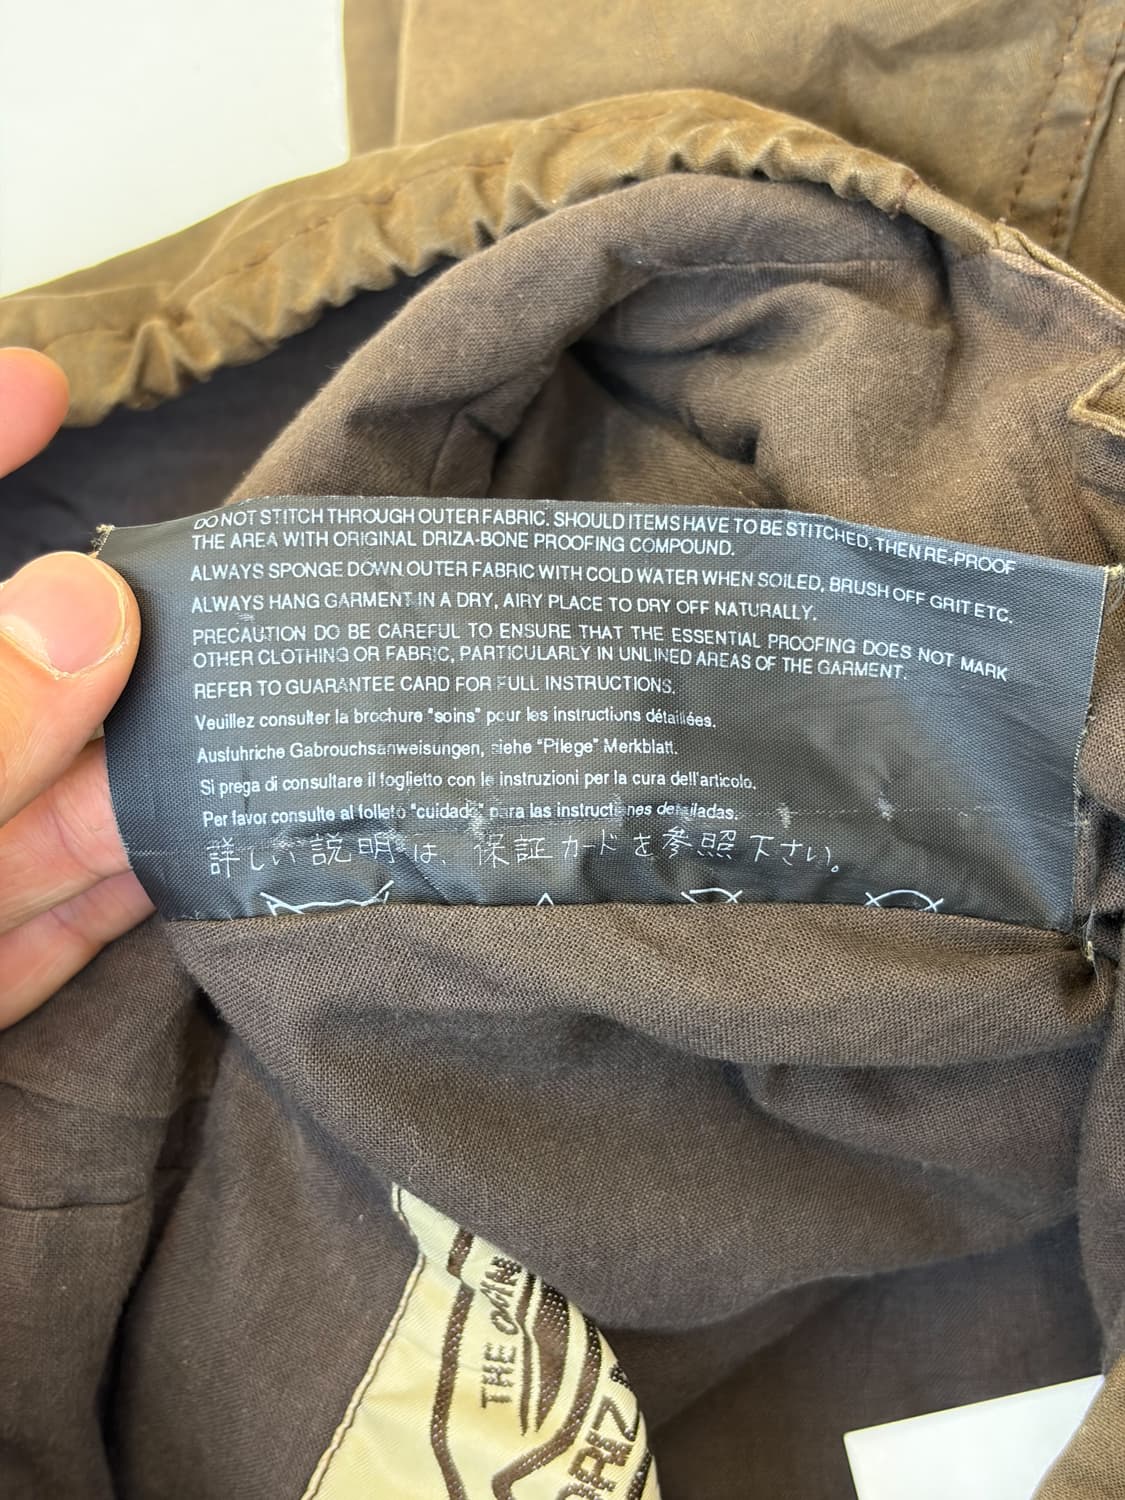 DO NOT STITCH THROUGH OUTER FABRIC. SHOULD ITEMS HAVE TO BE STITCHED, THEN RE-PROOF
THE AREA WITH ORIGINAL DRIZA-BONE PROOFING COMPOUND.
ALWAYS SPONGE DOWN OUTER FABRIC WITH COLD WATER WHEN SOILED, BRUSH OFF GRIT ETC.
ALWAYS HANG GARMENT IN A DRY, AIRY PLACE TO DRY OFF NATURALLY.
PRECAUTION DO BE CAREFUL TO ENSURE THAT THE ESSENTIAL PROOFING DOES NOT MARK
OTHER CLOTHING OR FABRIC, PARTICULARLY IN UNLINED AREAS OF THE GARMENT.
REFER TO GUARANTEE CARD FOR FULL INSTRUCTIONS.
Veuillez consulter la brochure "soins" pour les instructions détaillées.
Ausfuhriche Gabrouchsanweisungen, siehe "Pflege" Merkblatt.
Si prega di consultare il foglietto con le instruzioni per la cura dell'articolo.
Per favor consulte al folleto "cuidado" para las instructiones detailadas.
詳しい説明は、保証カードを参照下さい。
THE
DRIZ